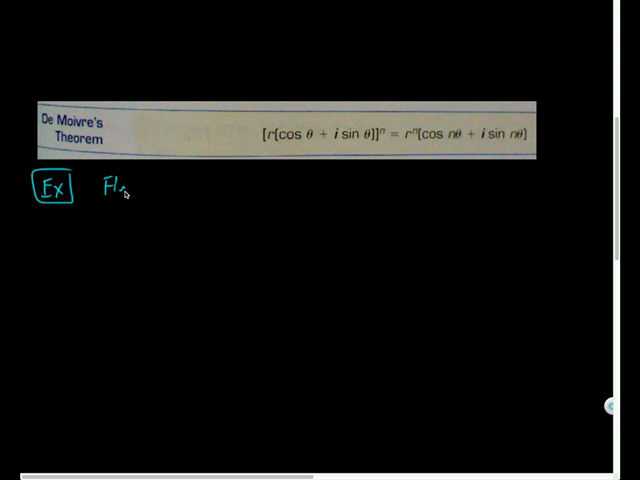 De Moivre's
Theorem
[r(cos θ + i sin θ)]ⁿ = rⁿ(cos nθ + i sin nθ)
Ex